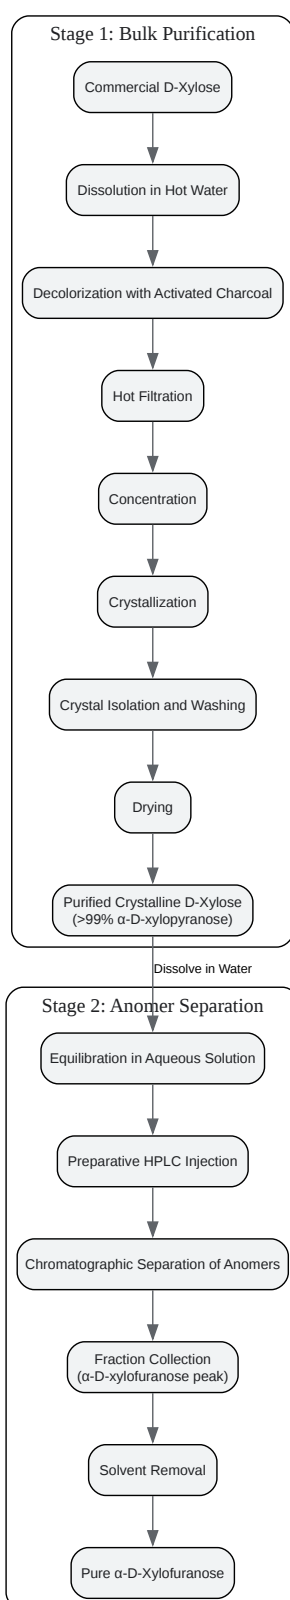 Stage 1: Bulk Purification
Commercial D-Xylose
Dissolution in Hot Water
Decolorization with Activated Charcoal
Hot Filtration
Concentration
Crystallization
Crystal Isolation and Washing
Drying
Purified Crystalline D-Xylose
(>99% α-D-xylopyranose)
Dissolve in Water
Stage 2: Anomer Separation
Equilibration in Aqueous Solution
Preparative HPLC Injection
Chromatographic Separation of Anomers
Fraction Collection
(α-D-xylofuranose peak)
Solvent Removal
Pure α-D-Xylofuranose